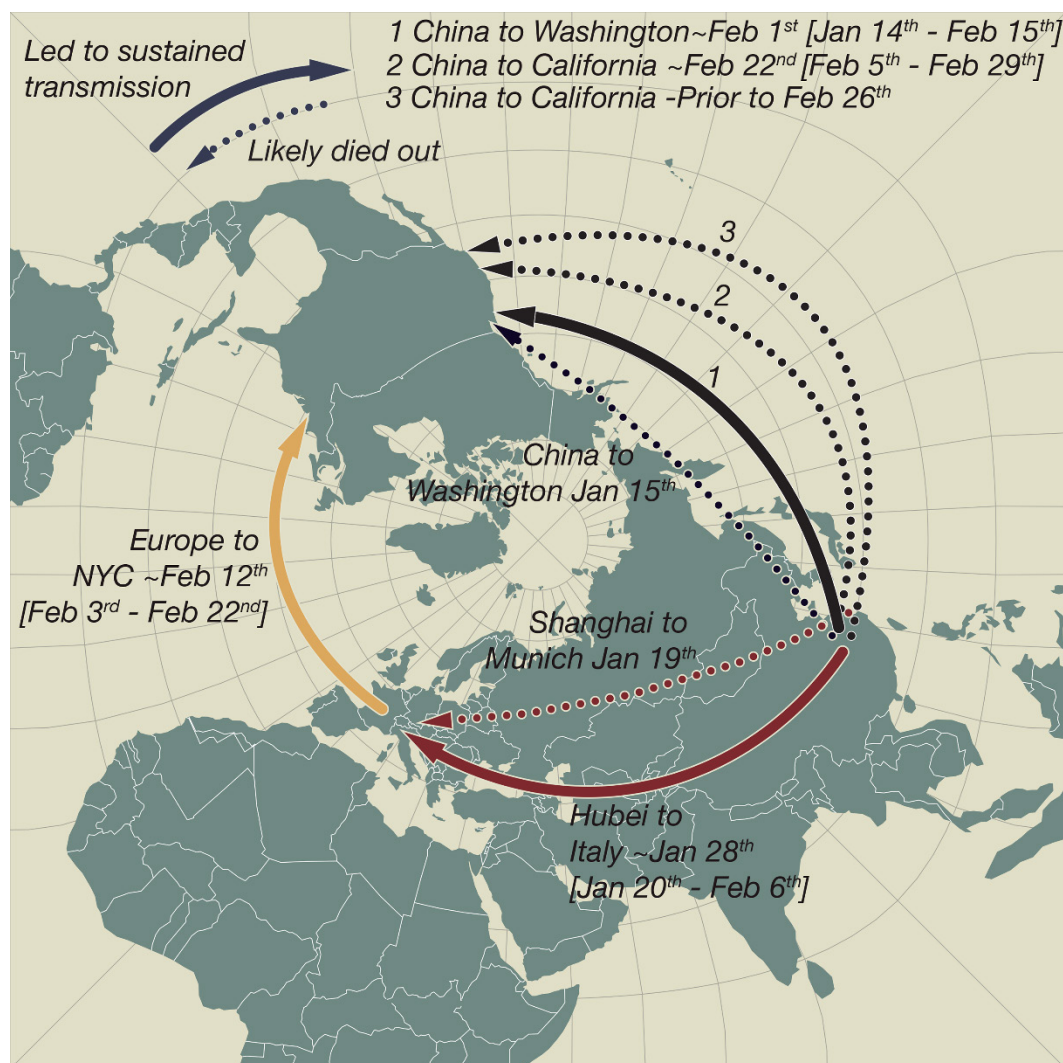 Led to sustained
transmission
Likely died out
1 China to Washington~Feb 1st [Jan 14th - Feb 15th]
2 China to California ~Feb 22nd [Feb 5th - Feb 29th]
3 China to California -Prior to Feb 26th
3
2
1
China to
Washington Jan 15th
Europe to
NYC ~Feb 12th
[Feb 3rd - Feb 22nd]
Shanghai to
Munich Jan 19th
Hubei to
Italy ~Jan 28th
[Jan 20th - Feb 6th]